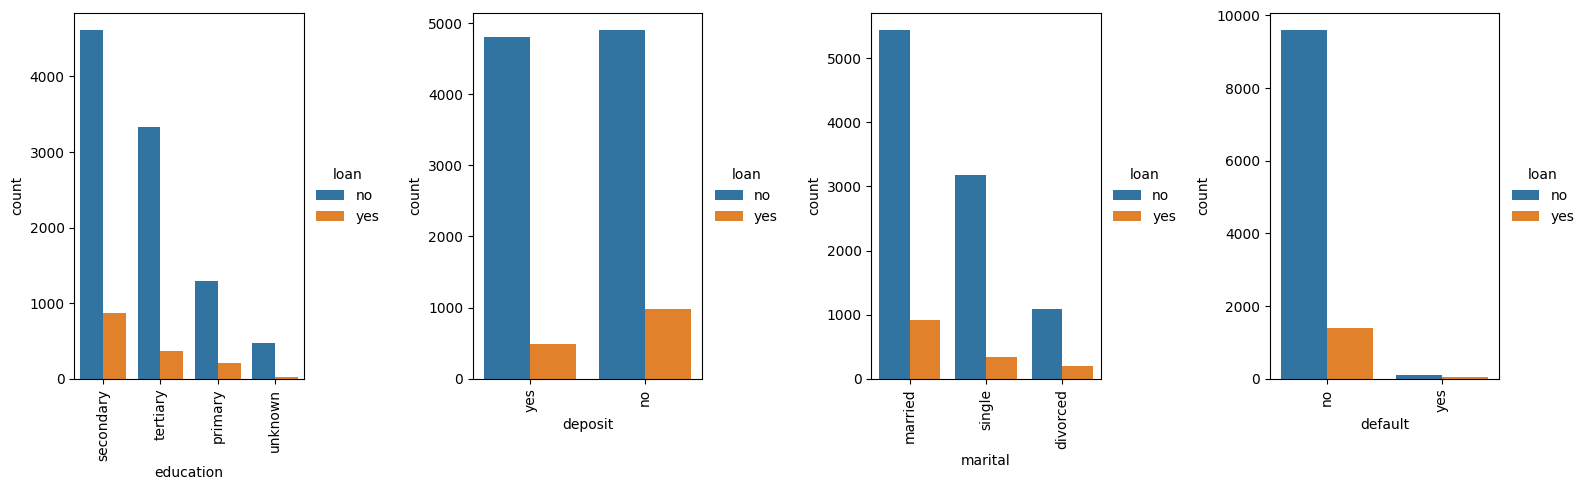 4000
3000
2000
1000
0
count
secondary
tertiary
primary
unknown
education
loan
no
yes
5000
4000
3000
2000
1000
0
count
yes
no
deposit
loan
no
yes
5000
4000
3000
2000
1000
0
count
married
single
divorced
marital
loan
no
yes
10000
8000
6000
4000
2000
0
count
no
yes
default
loan
no
yes